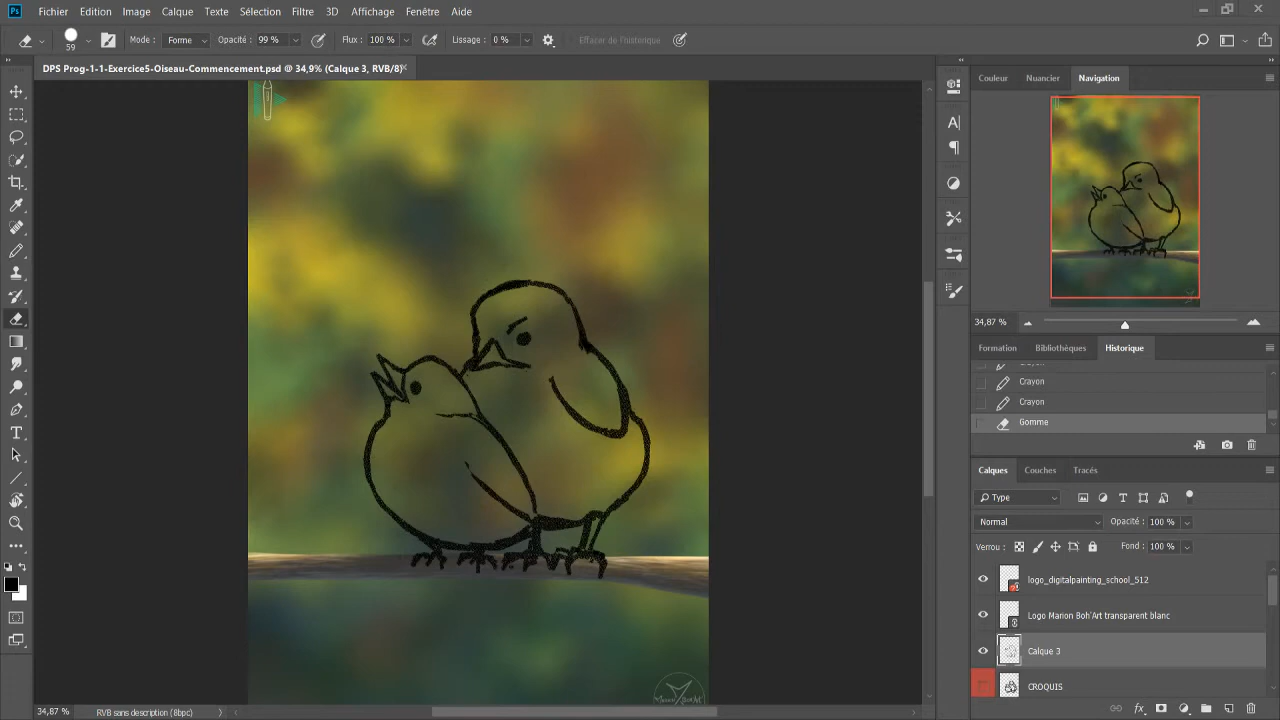 Ps Fichier Edition Image Calque Texte Sélection Filtre 3D Affichage Fenêtre Aide
59 Mode : Forme Opacité : 99 % Flux : 100 % Lissage : 0 % Effacer de l'historique
DPS Prog-1-1-Exercice5-Oiseau-Commencement.psd @ 34,9% (Calque 3, RVB/8)
Couleur Nuancier Navigation
34,87 %
Formation Bibliothèques Historique
Crayon
Crayon
Gomme
Calques Couches Tracés
Type
Normal Opacité : 100 %
Verrou : Fond : 100 %
logo_digitalpainting_school_512
Logo Marion Boh'Art transparent blanc
Calque 3
CROQUIS
34,87 % RVB sans description (8bpc)